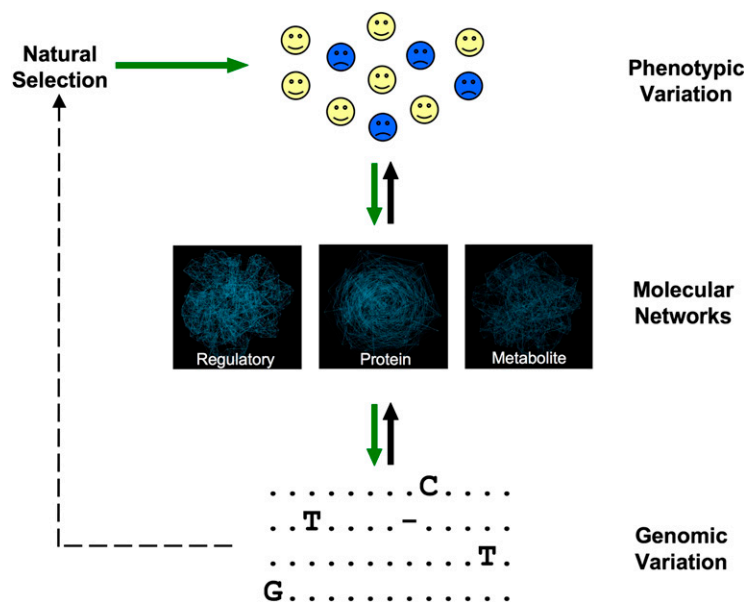 Natural
Selection
Phenotypic
Variation
Regulatory
Protein
Metabolite
Molecular
Networks
. . . . . . . . C . . . .
. . T . . . . – . . . . .
. . . . . . . . . . . T .
G . . . . . . . . . . . .
Genomic
Variation